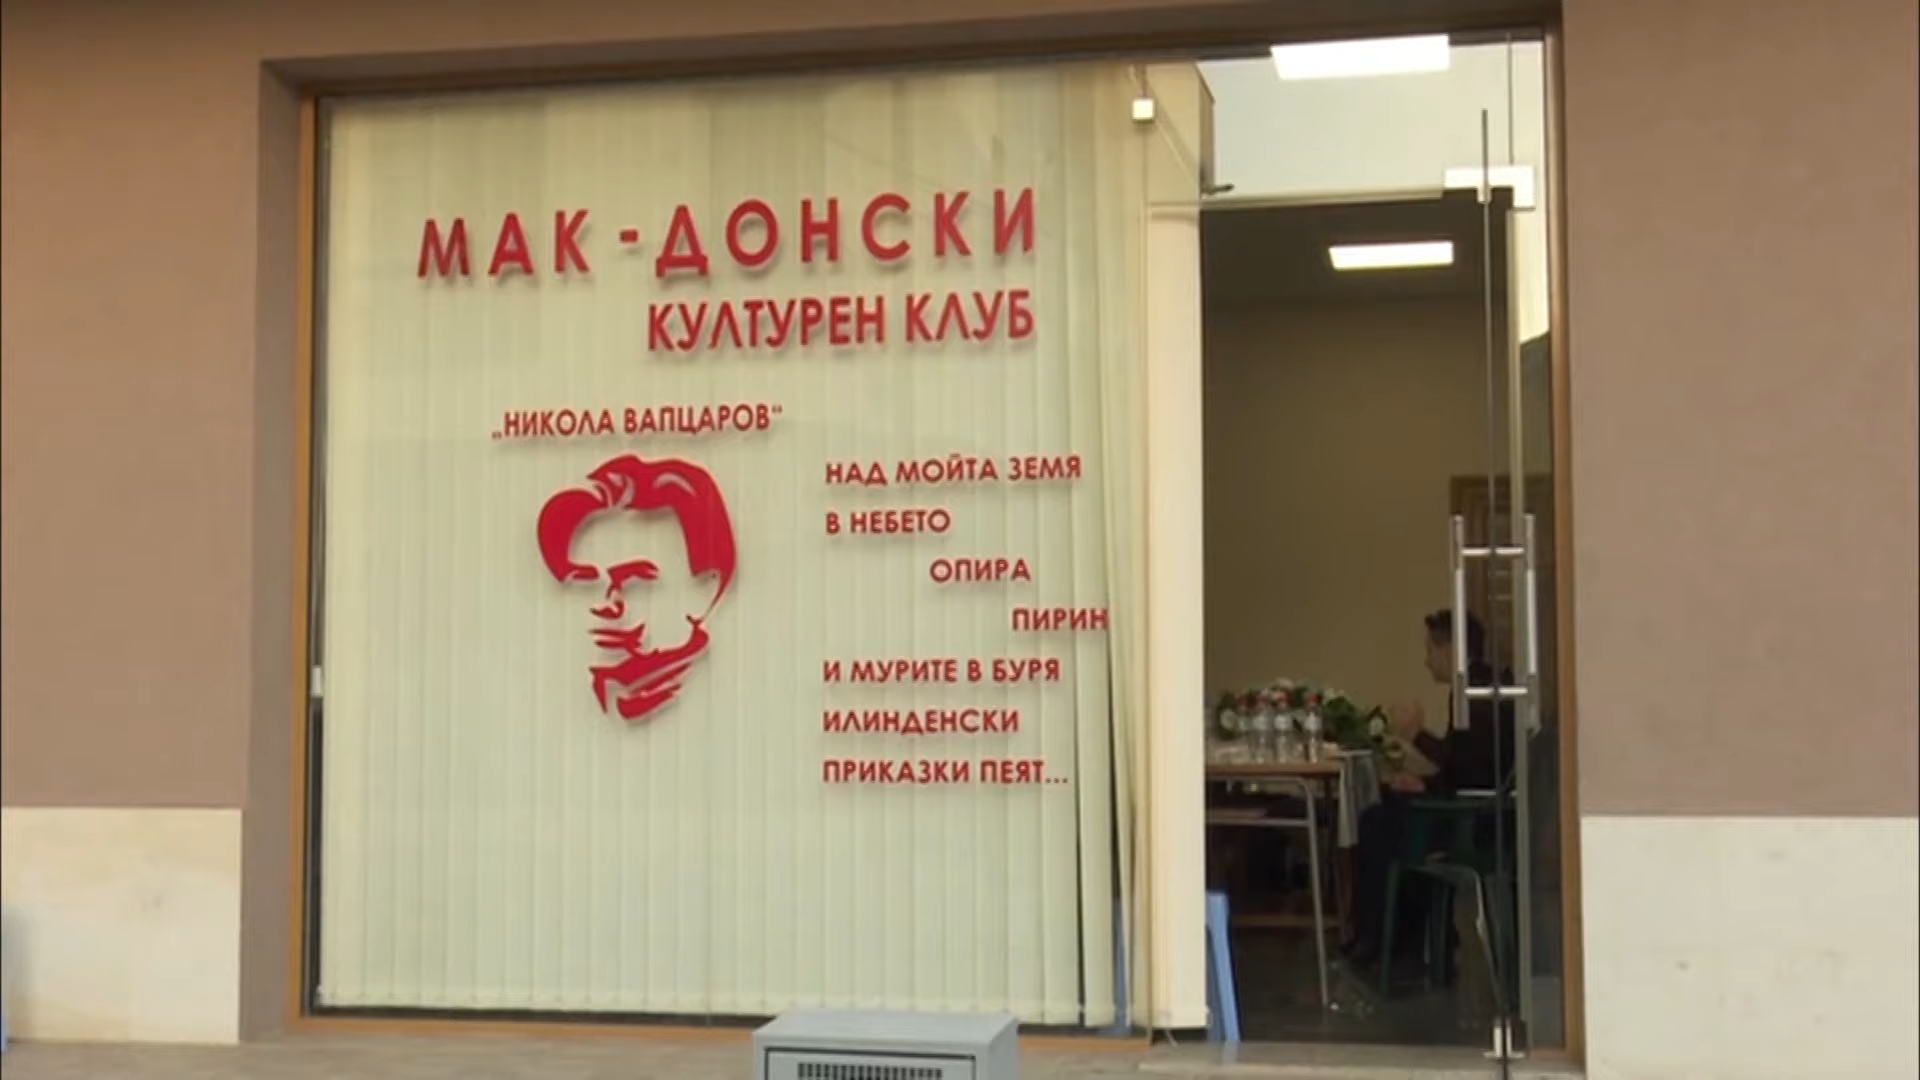 МАК-ДОНСКИ
КУЛТУРЕН КЛУБ
„НИКОЛА ВАПЦАРОВ“
НАД МОЙТА ЗЕМЯ
В НЕБЕТО
ОПИРА
ПИРИН
И МУРИТЕ В БУРЯ
ИЛИНДЕНСКИ
ПРИКАЗКИ ПЕЯТ...